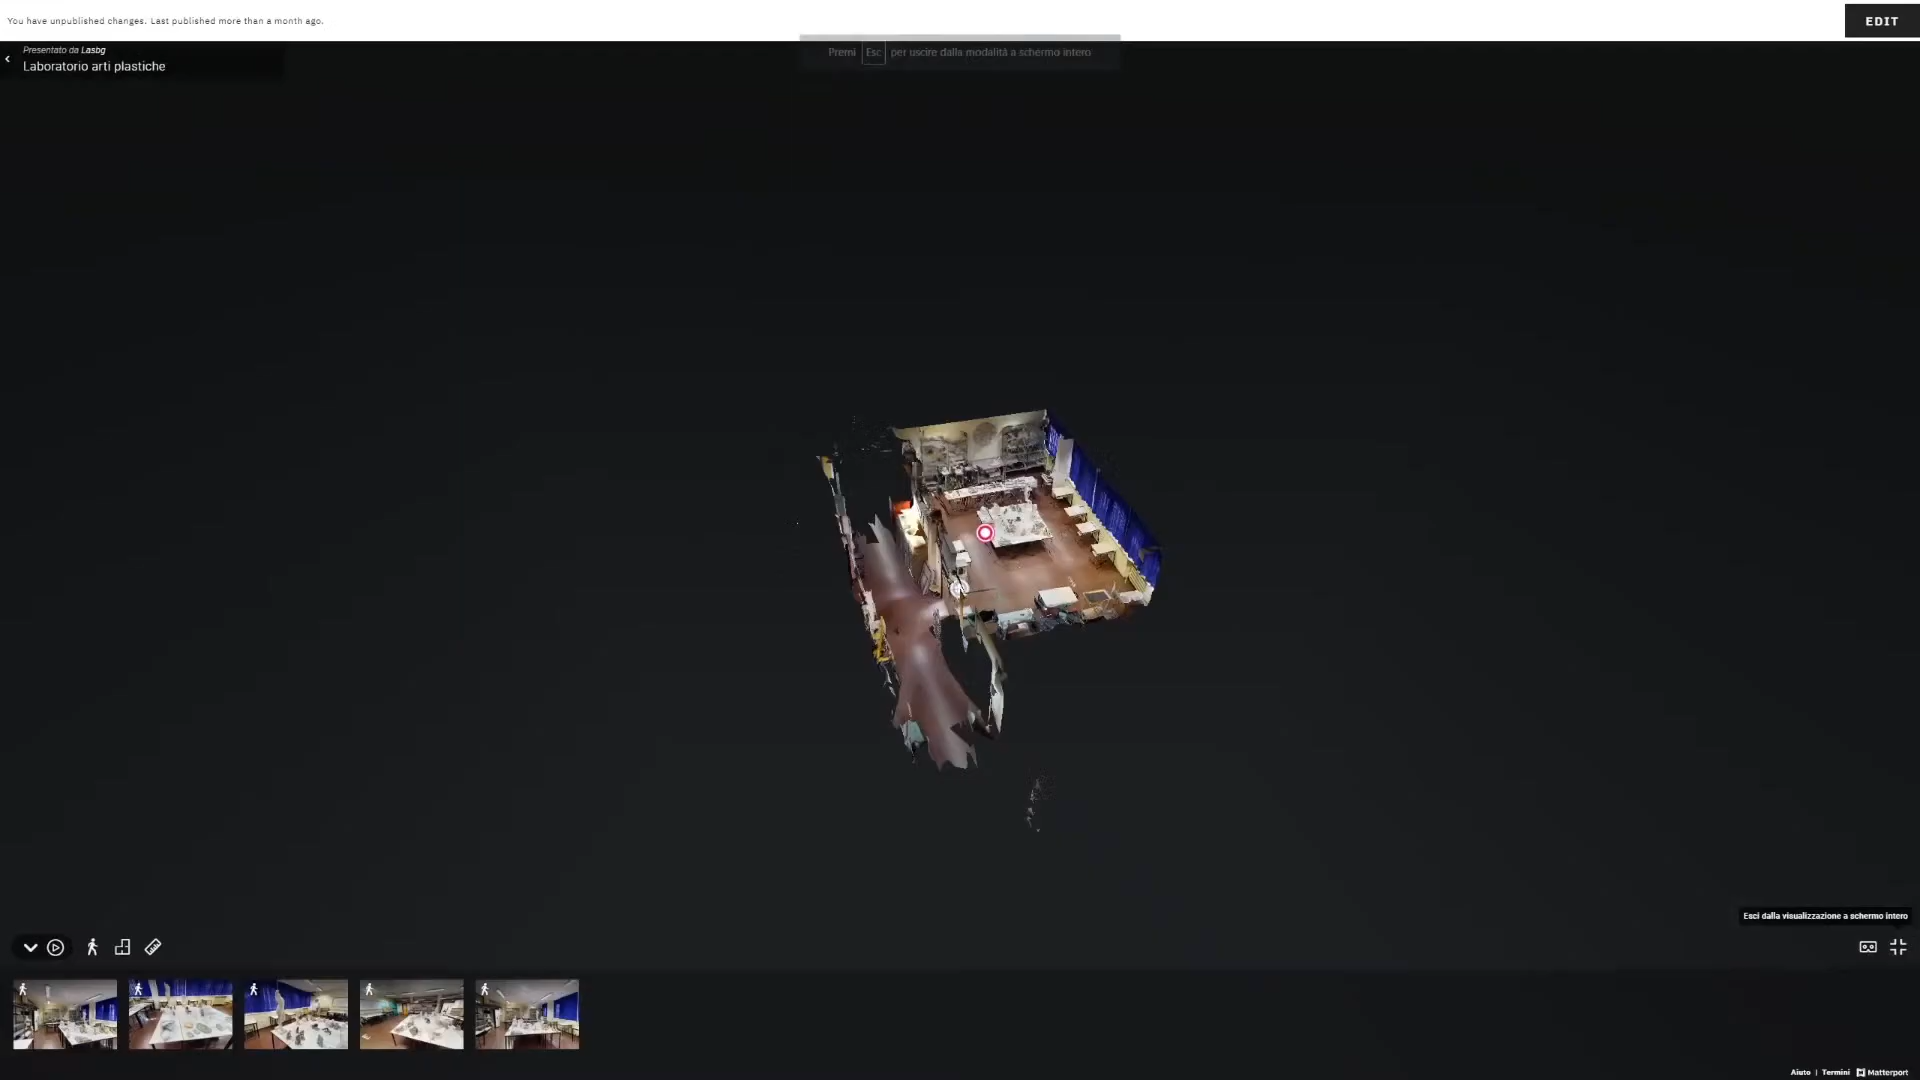 You have unpublished changes. Last published more than a month ago.
EDIT
Presentato da Lasbg
Laboratorio arti plastiche
Premi Esc per uscire dalla modalità a schermo intero
Esci dalla visualizzazione a schermo intero
Aiuto | Termini Matterport